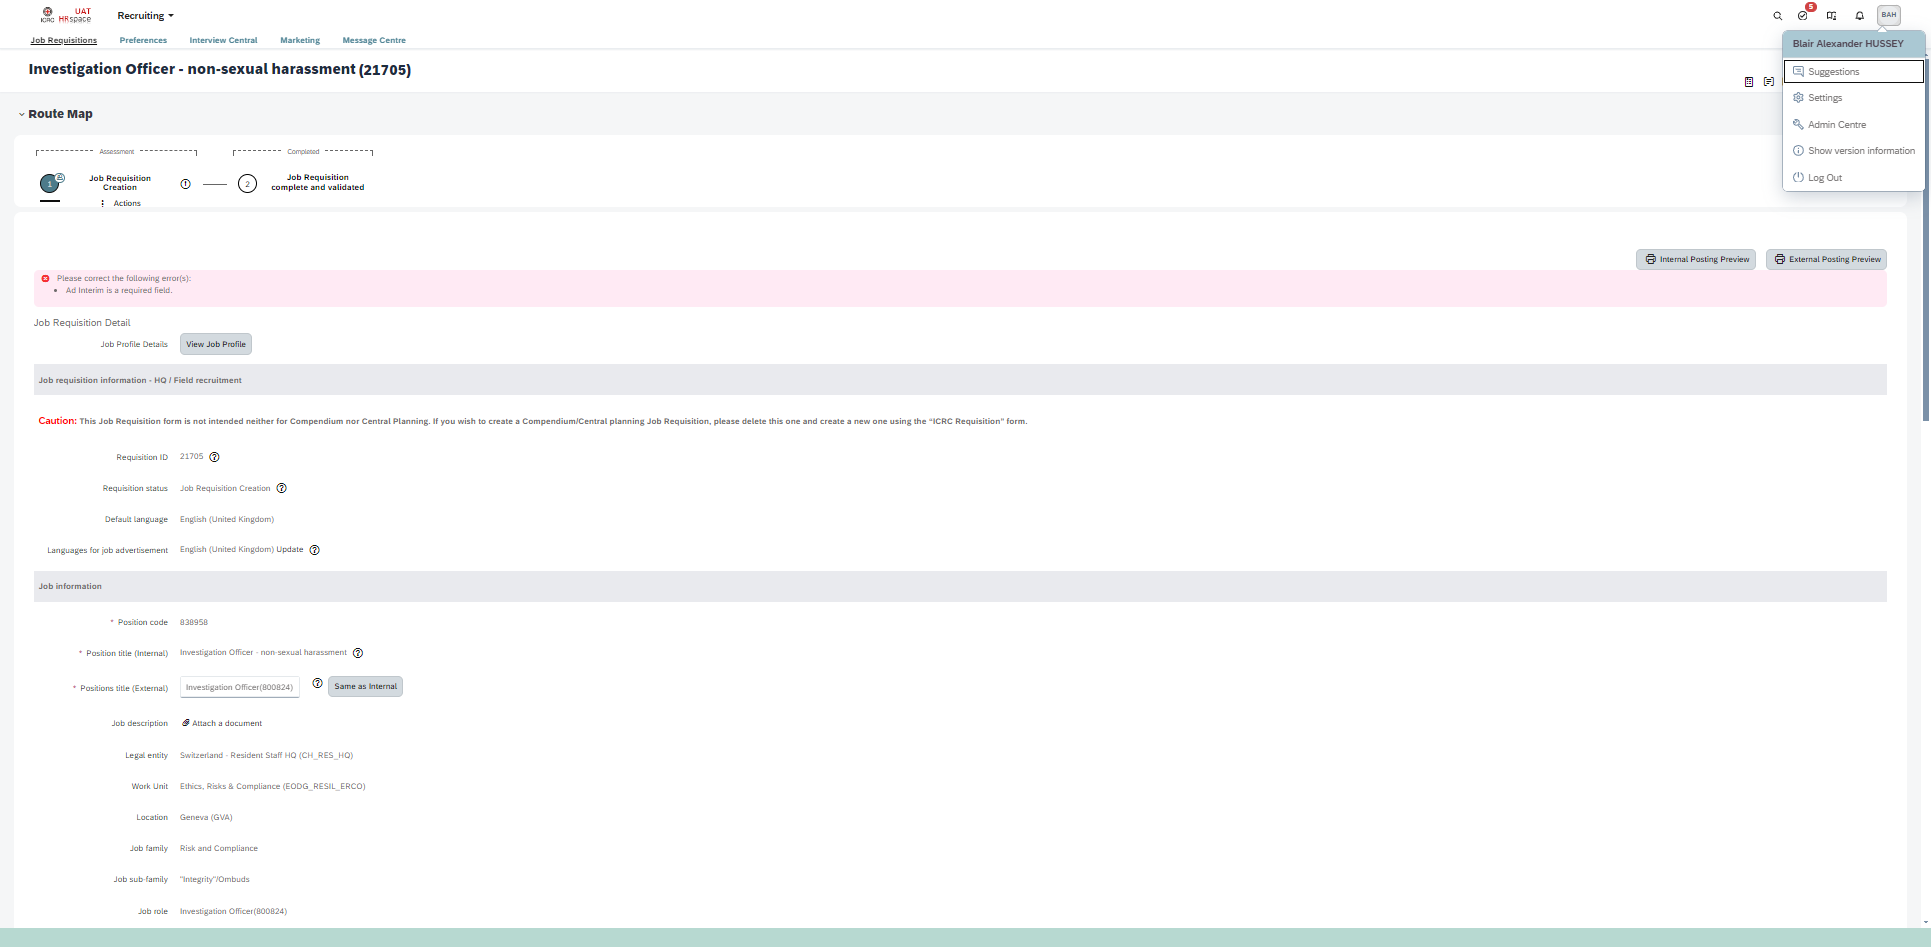 ICRC
UAT
HRspace
Recruiting
5
BAH
Job Requisitions
Preferences
Interview Central
Marketing
Message Centre
Blair Alexander HUSSEY
Suggestions
Settings
Admin Centre
Show version information
Log Out
Investigation Officer - non-sexual harassment (21705)
Route Map
Assessment
Completed
1
Job Requisition
Creation
1
2
Job Requisition
complete and validated
Actions
Internal Posting Preview
External Posting Preview
Please correct the following error(s):
• Ad Interim is a required field.
Job Requisition Detail
Job Profile Details
View Job Profile
Job requisition information - HQ / Field recruitment
Caution: This Job Requisition form is not intended neither for Compendium nor Central Planning. If you wish to create a Compendium/Central planning Job Requisition, please delete this one and create a new one using the “ICRC Requisition” form.
Requisition ID 21705 ?
Requisition status Job Requisition Creation ?
Default language English (United Kingdom)
Languages for job advertisement English (United Kingdom) Update ?
Job information
* Position code 838958
* Position title (Internal) Investigation Officer - non-sexual harassment ?
* Positions title (External) Investigation Officer(800824) ? Same as Internal
Job description Attach a document
Legal entity Switzerland - Resident Staff HQ (CH_RES_HQ)
Work Unit Ethics, Risks & Compliance (EODG_RESIL_ERCO)
Location Geneva (GVA)
Job family Risk and Compliance
Job sub-family "Integrity"/Ombuds
Job role Investigation Officer(800824)